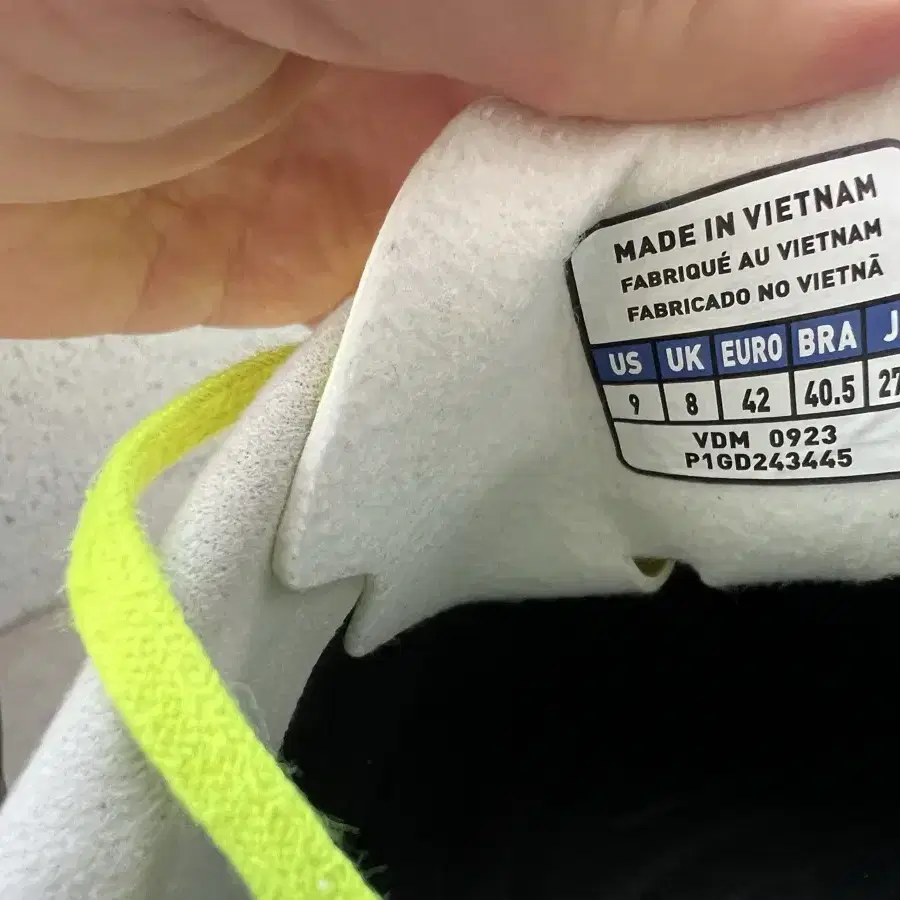 MADE IN VIETNAM
FABRIQUÉ AU VIETNAM
FABRICADO NO VIETNÃ
US UK EURO BRA J
9 8 42 40.5 27
VDM 0923
P1GD243445